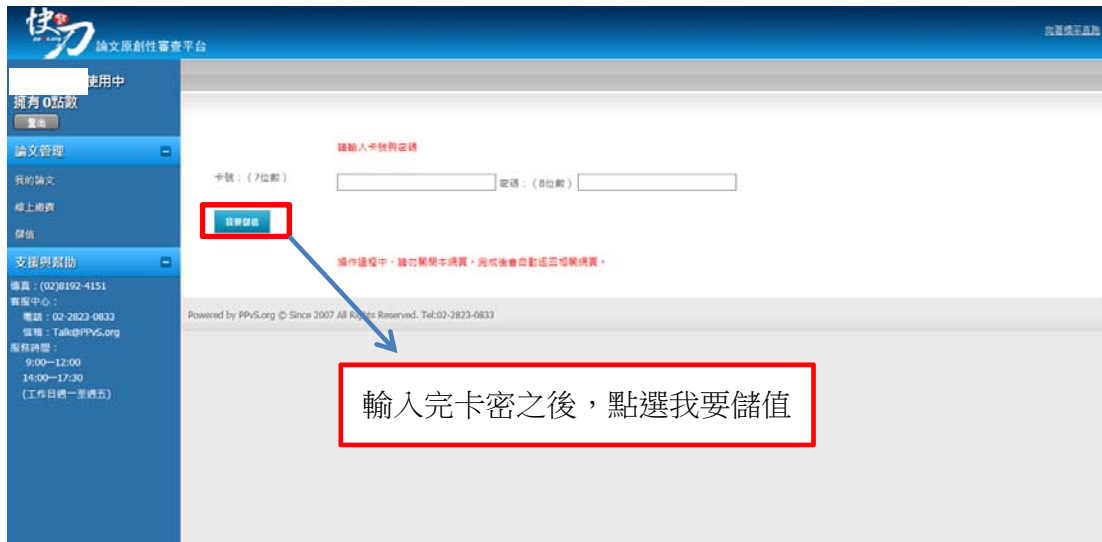 快刀 論文原創性審查平台
使用中
擁有 0點數
登出
論文管理
我的論文
線上繳費
儲值
支援與幫助
傳真：(02)8192-4151
客服中心：
電話：02-2823-0833
信箱：Talk@PPvS.org
服務時間：
9:00—12:00
14:00—17:30
(工作日週一至週五)
請輸入卡號與密碼
卡號：（7位數） 密碼：（8位數）
我要儲值
操作過程中，請勿關閉本網頁，完成後會自動返回相關網頁。
Powered by PPvS.org © Since 2007 All Rights Reserved. Tel:02-2823-0833
輸入完卡密之後，點選我要儲值